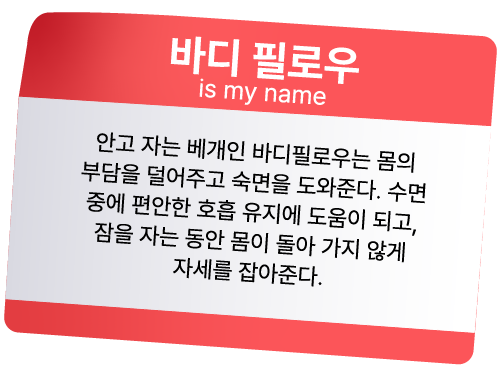 바디 필로우
is my name
안고 자는 베개인 바디필로우는 몸의
부담을 덜어주고 숙면을 도와준다. 수면
중에 편안한 호흡 유지에 도움이 되고,
잠을 자는 동안 몸이 돌아 가지 않게
자세를 잡아준다.